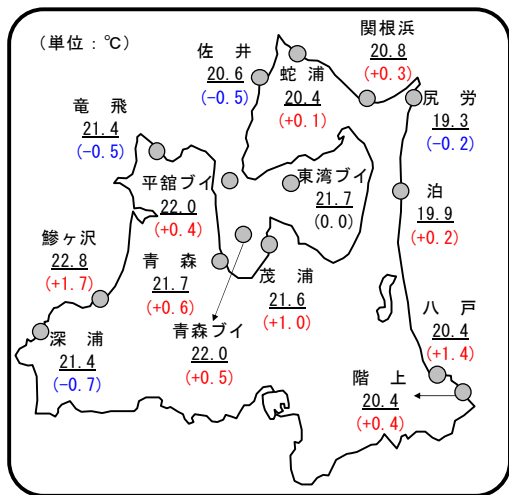 (単位：℃)
佐 井
20.6
(−0.5)
蛇 浦
20.4
(+0.1)
関根浜
20.8
(+0.3)
尻 労
19.3
(−0.2)
竜 飛
21.4
(−0.5)
平舘ブイ
22.0
(+0.4)
東湾ブイ
21.7
(0.0)
泊
19.9
(+0.2)
鰺ヶ沢
22.8
(+1.7)
青 森
21.7
(+0.6)
茂 浦
21.6
(+1.0)
青森ブイ
22.0
(+0.5)
深 浦
21.4
(−0.7)
八 戸
20.4
(+1.4)
階 上
20.4
(+0.4)